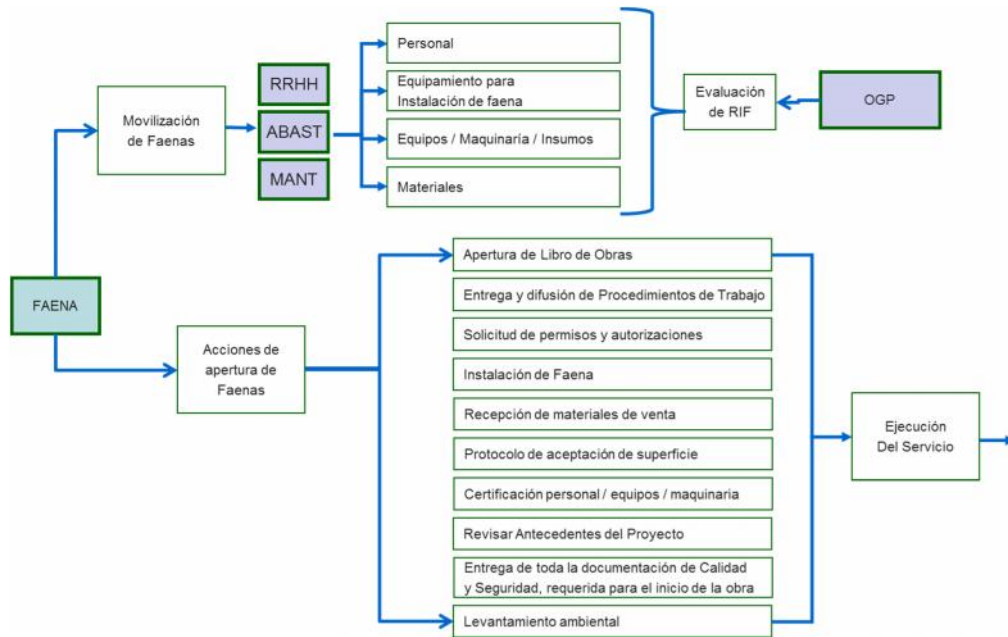 Personal
RRHH
Equipamiento para
Instalación de faena
Evaluación
de RIF
OGP
Movilización
de Faenas
ABAST
Equipos / Maquinaría / Insumos
MANT
Materiales
Apertura de Libro de Obras
FAENA
Entrega y difusión de Procedimientos de Trabajo
Solicitud de permisos y autorizaciones
Acciones de
apertura de
Faenas
Instalación de Faena
Recepción de materiales de venta
Ejecución
Del Servicio
Protocolo de aceptación de superficie
Certificación personal / equipos / maquinaria
Revisar Antecedentes del Proyecto
Entrega de toda la documentación de Calidad
y Seguridad, requerida para el inicio de la obra
Levantamiento ambiental